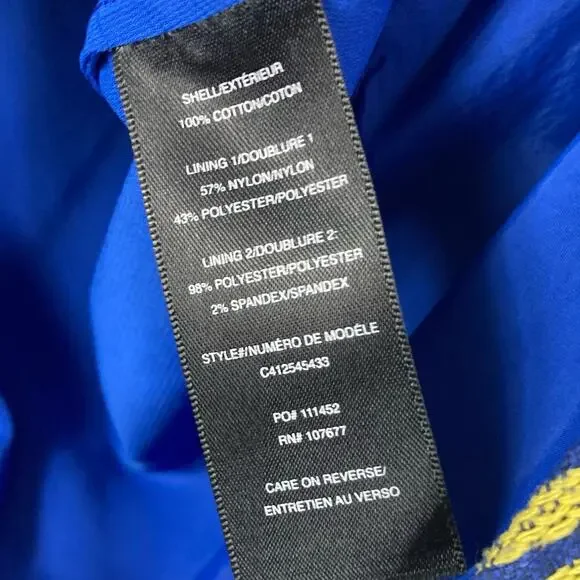 SHELL/EXTÉRIEUR
100% COTTON/COTON
LINING 1/DOUBLURE 1
57% NYLON/NYLON
43% POLYESTER/POLYESTER
LINING 2/DOUBLURE 2:
98% POLYESTER/POLYESTER
2% SPANDEX/SPANDEX
STYLE#/NUMÉRO DE MODÈLE
C412545433
PO# 111452
RN# 107677
CARE ON REVERSE/
ENTRETIEN AU VERSO